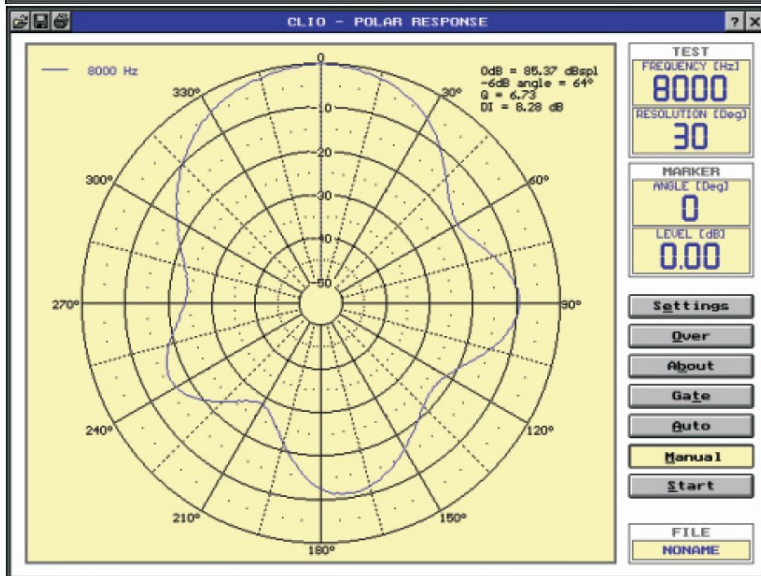 CLIO - POLAR RESPONSE
? X
8000 Hz
0dB = 85.37 dBspl
-6dB angle = 64°
Q = 6.73
DI = 8.28 dB
0
30°
60°
90°
120°
150°
180°
210°
240°
270°
300°
330°
-10
-20
-30
-40
-50
TEST
FREQUENCY [Hz]
8000
RESOLUTION [Deg]
30
MARKER
ANGLE [Deg]
0
LEVEL [dB]
0.00
Settings
Over
About
Gate
Auto
Manual
Start
FILE
NONAME